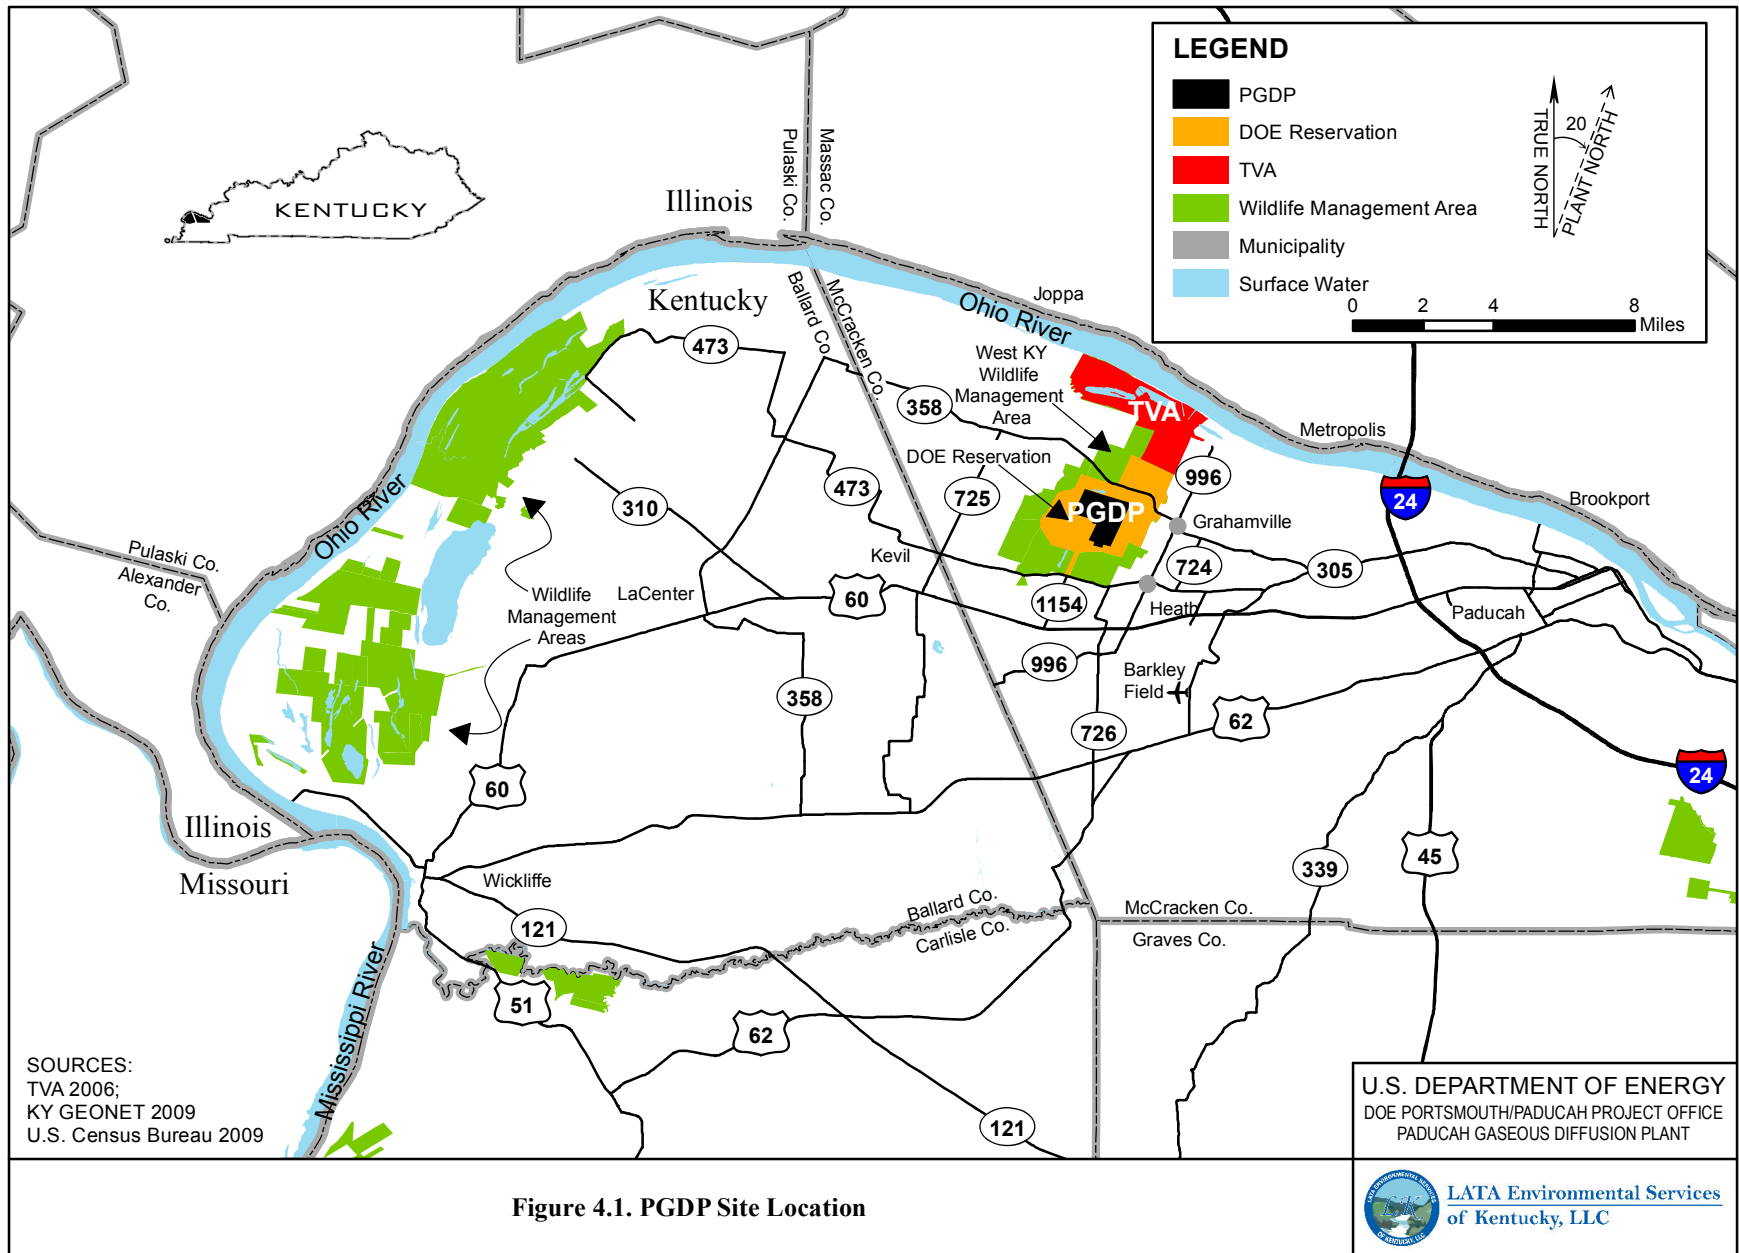 LEGEND
PGDP
DOE Reservation
TVA
Wildlife Management Area
Municipality
Surface Water
TRUE NORTH
20
PLANT NORTH
0 2 4 8
Miles
KENTUCKY
Illinois
Pulaski Co.
Massac Co.
Kentucky
Ballard Co.
McCracken Co.
Ohio River
Joppa
473
West KY
Wildlife
Management
Area
358
TVA
Metropolis
DOE Reservation
996
473
725
310
PGDP
24
Brookport
Grahamville
Ohio River
Pulaski Co.
Alexander
Co.
Kevil
724
305
LaCenter
60
1154
Heath
Paducah
Wildlife
Management
Areas
996
Barkley
Field
358
726
62
60
24
Illinois
Missouri
Wickliffe
339
45
121
Ballard Co.
Carlisle Co.
McCracken Co.
Graves Co.
51
62
Mississippi River
121
SOURCES:
TVA 2006;
KY GEONET 2009
U.S. Census Bureau 2009
U.S. DEPARTMENT OF ENERGY
DOE PORTSMOUTH/PADUCAH PROJECT OFFICE
PADUCAH GASEOUS DIFFUSION PLANT
Figure 4.1. PGDP Site Location
LATA ENVIRONMENTAL SERVICES
OF KENTUCKY, LLC
LATA Environmental Services
of Kentucky, LLC